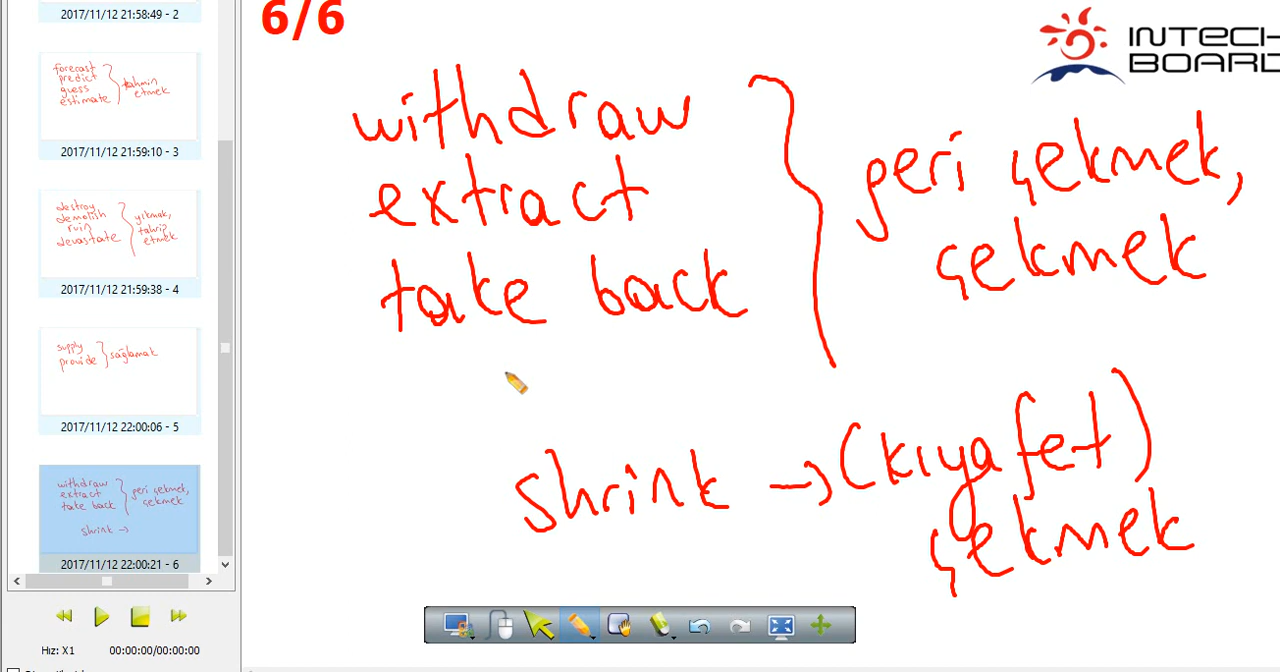 2017/11/12 21:58:49 - 2
forecast
predict
guess
estimate
tahmin
etmek
2017/11/12 21:59:10 - 3
destroy
demolish
ruin
devastate
yıkmak,
tahrip
etmek
2017/11/12 21:59:38 - 4
supply
provide
sağlamak
2017/11/12 22:00:06 - 5
withdraw
extract
take back
geri çekmek,
çekmek
shrink →
2017/11/12 22:00:21 - 6
Hız: X1
00:00:00/00:00:00
6/6
INTECH
BOARD
withdraw
extract
take back
geri çekmek,
çekmek
shrink → (kıyafet)
çekmek